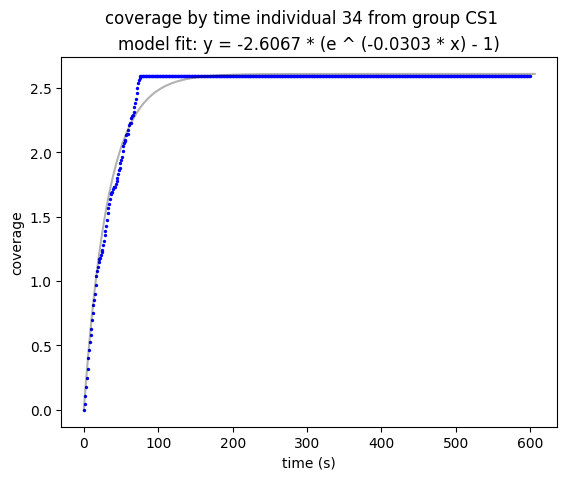 coverage by time individual 34 from group CS1
model fit: y = -2.6067 * (e ^ (-0.0303 * x) - 1)
2.5
2.0
1.5
1.0
0.5
0.0
coverage
0 100 200 300 400 500 600
time (s)